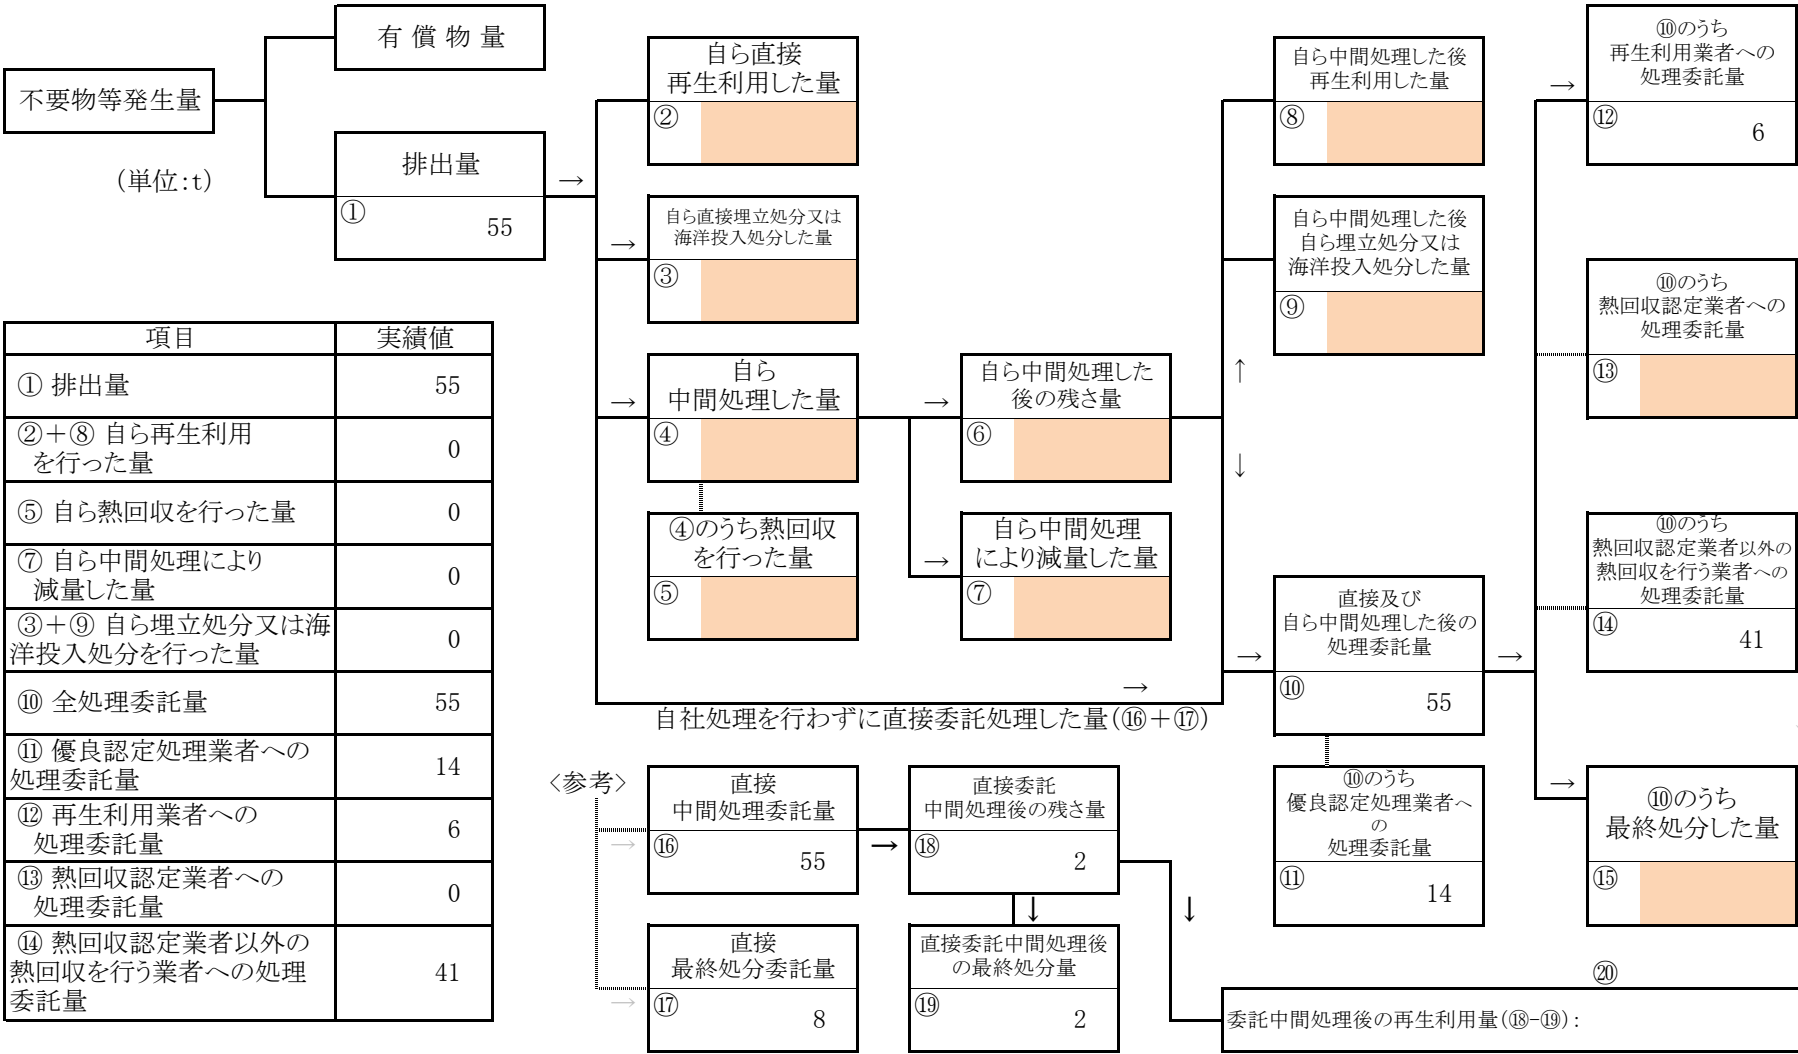 有 償 物 量
不要物等発生量
(単位:t)
排出量
①
55
→
自ら直接
再生利用した量
②
→
自ら直接埋立処分又は
海洋投入処分した量
③
→
自ら
中間処理した量
④
④のうち熱回収
を行った量
⑤
→
自ら中間処理した
後の残さ量
⑥
→
自ら中間処理
により減量した量
⑦
自ら中間処理した後
再生利用した量
⑧
自ら中間処理した後
自ら埋立処分又は
海洋投入処分した量
⑨
↑
↓
→
自社処理を行わずに直接委託処理した量(⑯+⑰)
→
直接及び
自ら中間処理した後の
処理委託量
⑩
55
→
⑩のうち
優良認定処理業者へ
の
処理委託量
⑪
14
→
⑩のうち
再生利用業者への
処理委託量
⑫
6
⑩のうち
熱回収認定業者への
処理委託量
⑬
⑩のうち
熱回収認定業者以外の
熱回収を行う業者への
処理委託量
⑭
41
→
⑩のうち
最終処分した量
⑮
項目 実績値
① 排出量 55
②+⑧ 自ら再生利用
を行った量 0
⑤ 自ら熱回収を行った量 0
⑦ 自ら中間処理により
減量した量 0
③+⑨ 自ら埋立処分又は海
洋投入処分を行った量 0
⑩ 全処理委託量 55
⑪ 優良認定処理業者への
処理委託量 14
⑫ 再生利用業者への
処理委託量 6
⑬ 熱回収認定業者への
処理委託量 0
⑭ 熱回収認定業者以外の
熱回収を行う業者への処理
委託量 41
<参考>
→
直接
中間処理委託量
⑯
55
→
直接委託
中間処理後の残さ量
⑱
2
↓
↓
→
直接
最終処分委託量
⑰
8
直接委託中間処理後
の最終処分量
⑲
2
⑳
委託中間処理後の再生利用量(⑱-⑲):